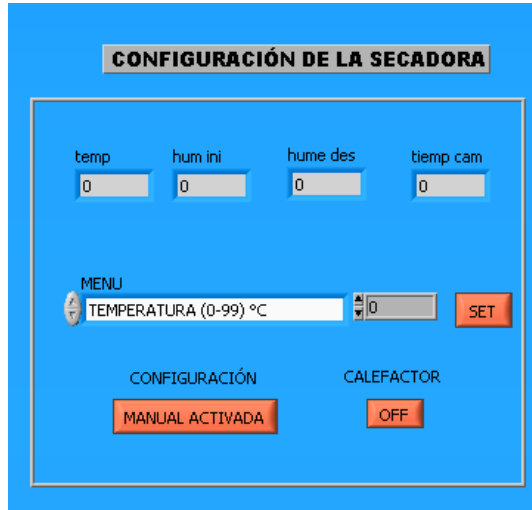 CONFIGURACIÓN DE LA SECADORA
temp hum ini hume des tiemp cam
0 0 0 0
MENU
TEMPERATURA (0-99) °C 0 SET
CONFIGURACIÓN CALEFACTOR
MANUAL ACTIVADA OFF